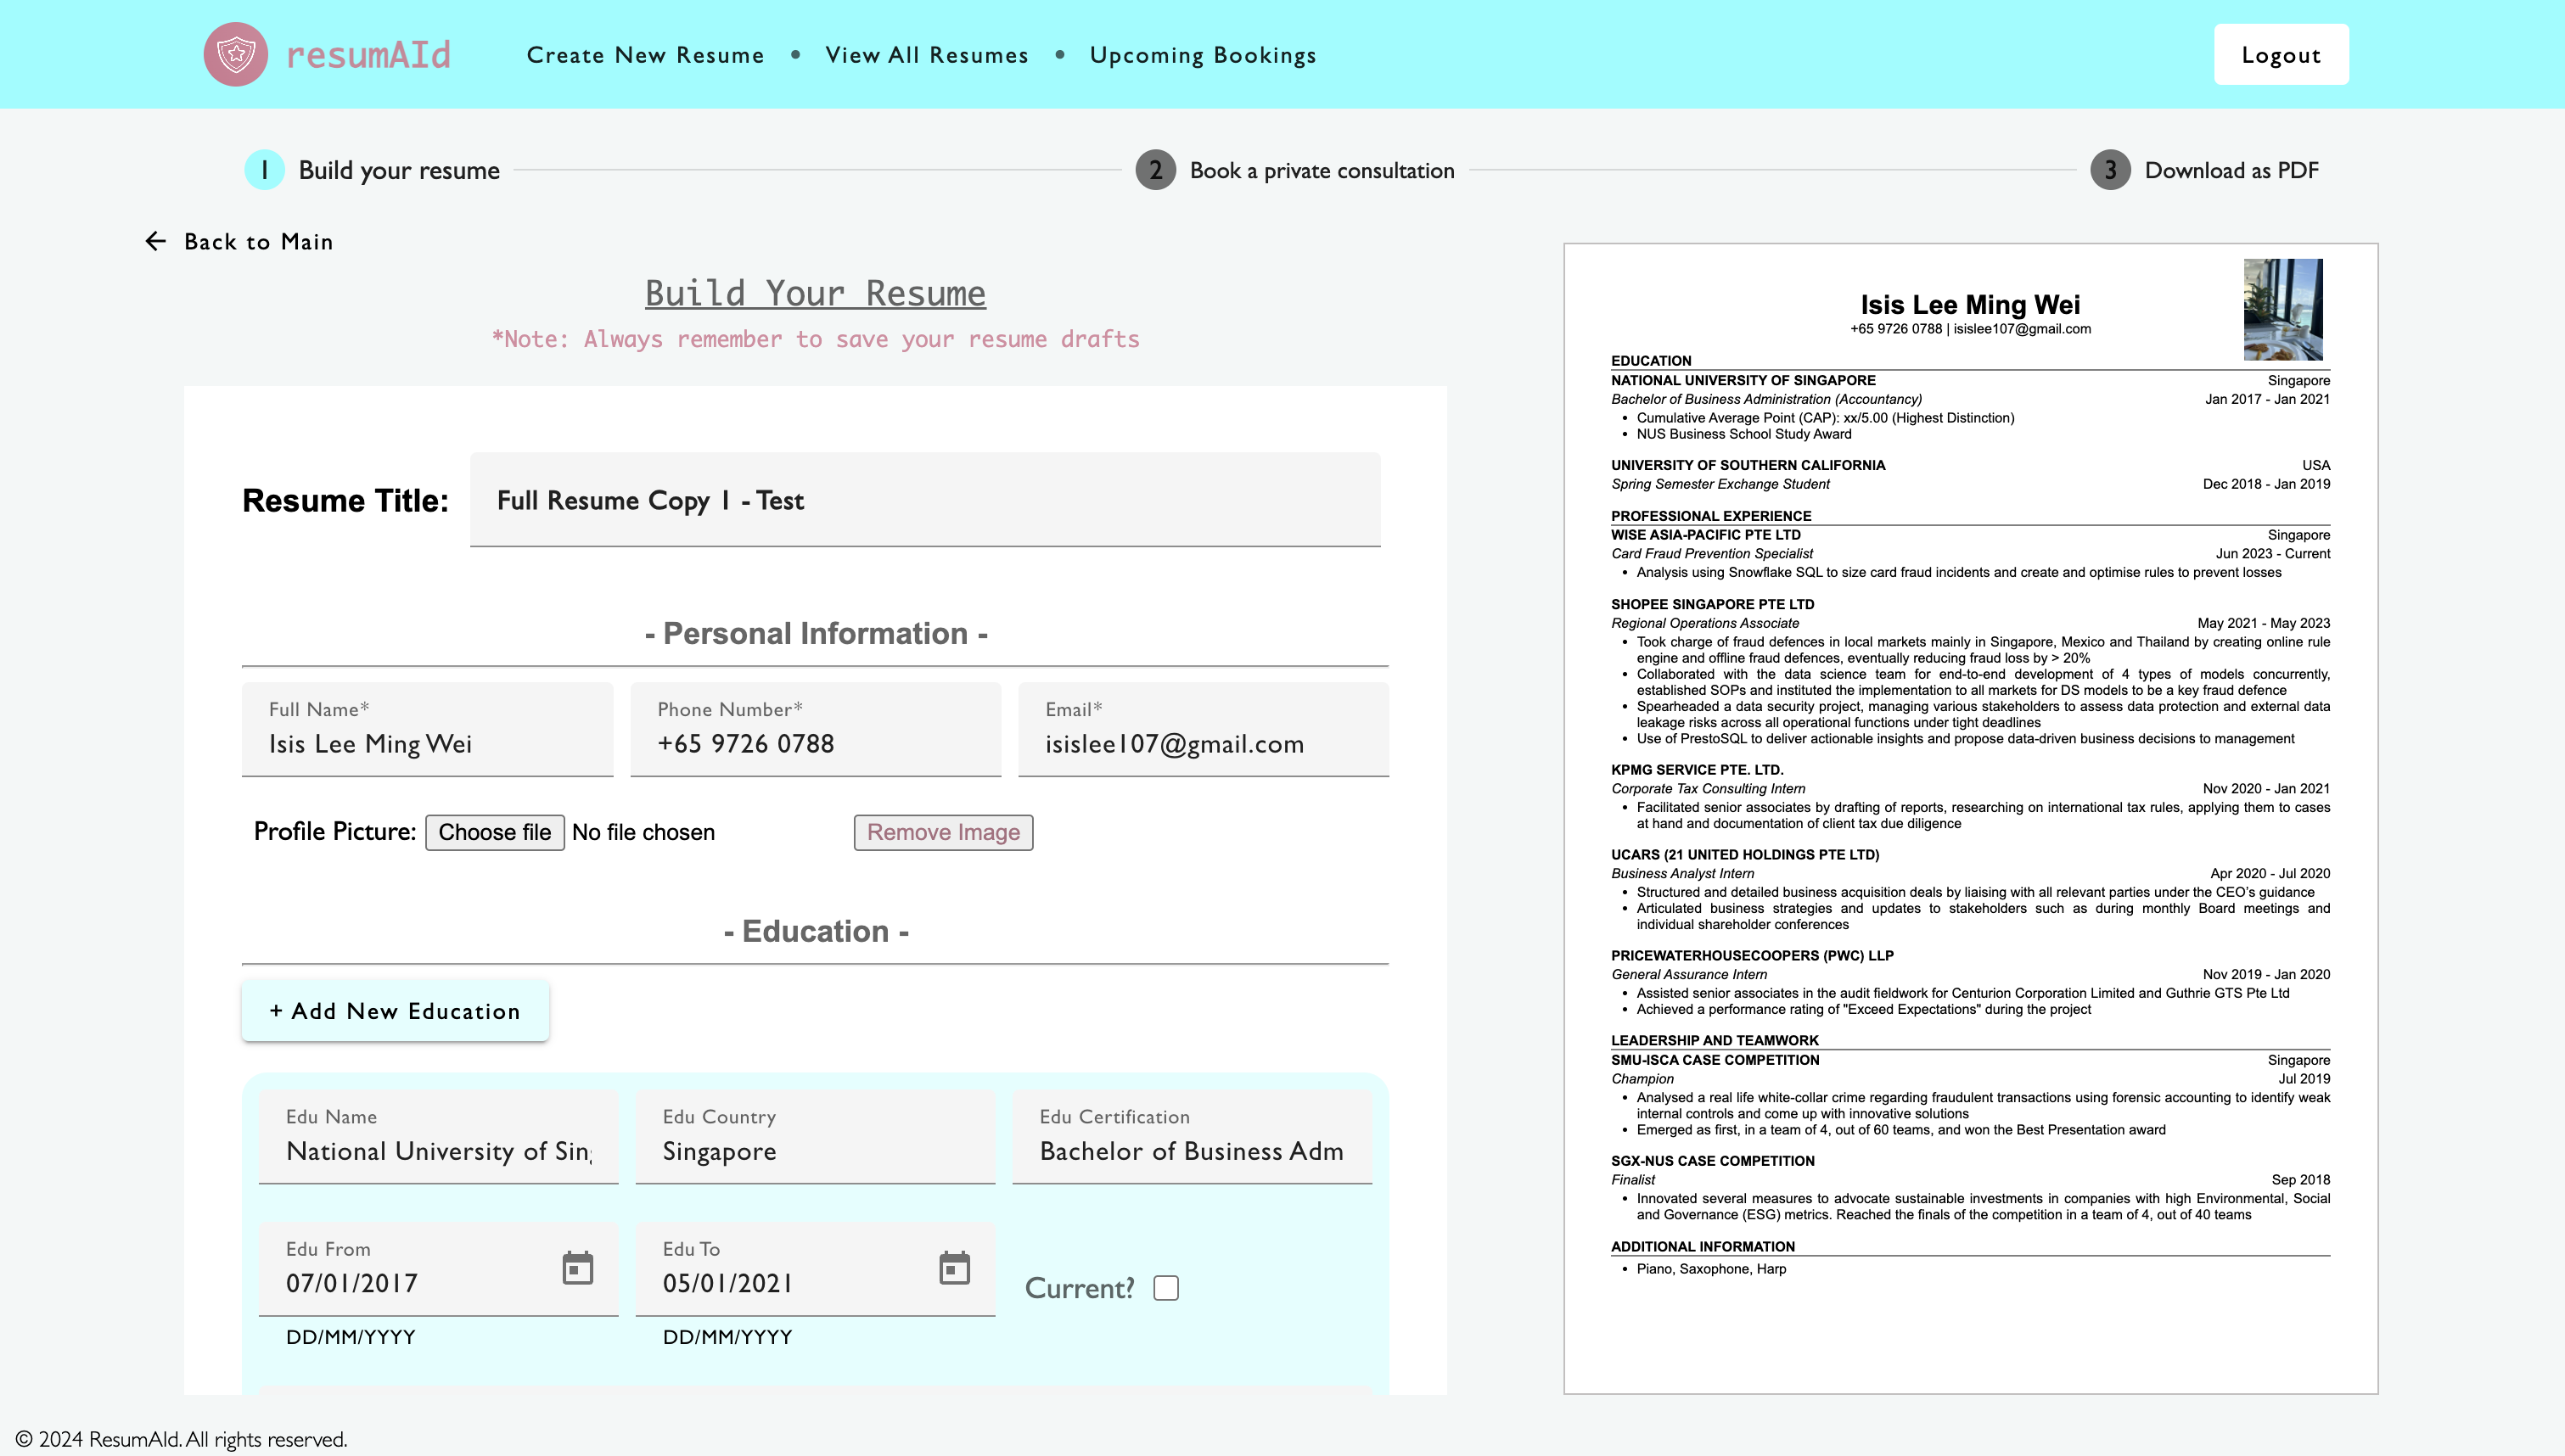 resumAId
Create New Resume • View All Resumes • Upcoming Bookings
Logout
1 Build your resume
2 Book a private consultation
3 Download as PDF
← Back to Main
Build Your Resume
*Note: Always remember to save your resume drafts
Resume Title: Full Resume Copy 1 - Test
- Personal Information -
Full Name*
Isis Lee Ming Wei
Phone Number*
+65 9726 0788
Email*
isislee107@gmail.com
Profile Picture: Choose file No file chosen Remove Image
- Education -
+ Add New Education
Edu Name
National University of Sin
Edu Country
Singapore
Edu Certification
Bachelor of Business Adm
Edu From
07/01/2017
DD/MM/YYYY
Edu To
05/01/2021
DD/MM/YYYY
Current?
Isis Lee Ming Wei
+65 9726 0788 | isislee107@gmail.com
EDUCATION
NATIONAL UNIVERSITY OF SINGAPORE Singapore
Bachelor of Business Administration (Accountancy) Jan 2017 - Jan 2021
• Cumulative Average Point (CAP): xx/5.00 (Highest Distinction)
• NUS Business School Study Award
UNIVERSITY OF SOUTHERN CALIFORNIA USA
Spring Semester Exchange Student Dec 2018 - Jan 2019
PROFESSIONAL EXPERIENCE
WISE ASIA-PACIFIC PTE LTD Singapore
Card Fraud Prevention Specialist Jun 2023 - Current
• Analysis using Snowflake SQL to size card fraud incidents and create and optimise rules to prevent losses
SHOPEE SINGAPORE PTE LTD
Regional Operations Associate May 2021 - May 2023
• Took charge of fraud defences in local markets mainly in Singapore, Mexico and Thailand by creating online rule
engine and offline fraud defences, eventually reducing fraud loss by > 20%
• Collaborated with the data science team for end-to-end development of 4 types of models concurrently,
established SOPs and instituted the implementation to all markets for DS models to be a key fraud defence
• Spearheaded a data security project, managing various stakeholders to assess data protection and external data
leakage risks across all operational functions under tight deadlines
• Use of PrestoSQL to deliver actionable insights and propose data-driven business decisions to management
KPMG SERVICE PTE. LTD.
Corporate Tax Consulting Intern Nov 2020 - Jan 2021
• Facilitated senior associates by drafting of reports, researching on international tax rules, applying them to cases
at hand and documentation of client tax due diligence
UCARS (21 UNITED HOLDINGS PTE LTD)
Business Analyst Intern Apr 2020 - Jul 2020
• Structured and detailed business acquisition deals by liaising with all relevant parties under the CEO's guidance
• Articulated business strategies and updates to stakeholders such as during monthly Board meetings and
individual shareholder conferences
PRICEWATERHOUSECOOPERS (PWC) LLP
General Assurance Intern Nov 2019 - Jan 2020
• Assisted senior associates in the audit fieldwork for Centurion Corporation Limited and Guthrie GTS Pte Ltd
• Achieved a performance rating of "Exceed Expectations" during the project
LEADERSHIP AND TEAMWORK
SMU-ISCA CASE COMPETITION Singapore
Champion Jul 2019
• Analysed a real life white-collar crime regarding fraudulent transactions using forensic accounting to identify weak
internal controls and come up with innovative solutions
• Emerged as first, in a team of 4, out of 60 teams, and won the Best Presentation award
SGX-NUS CASE COMPETITION
Finalist Sep 2018
• Innovated several measures to advocate sustainable investments in companies with high Environmental, Social
and Governance (ESG) metrics. Reached the finals of the competition in a team of 4, out of 40 teams
ADDITIONAL INFORMATION
• Piano, Saxophone, Harp
© 2024 ResumAId. All rights reserved.